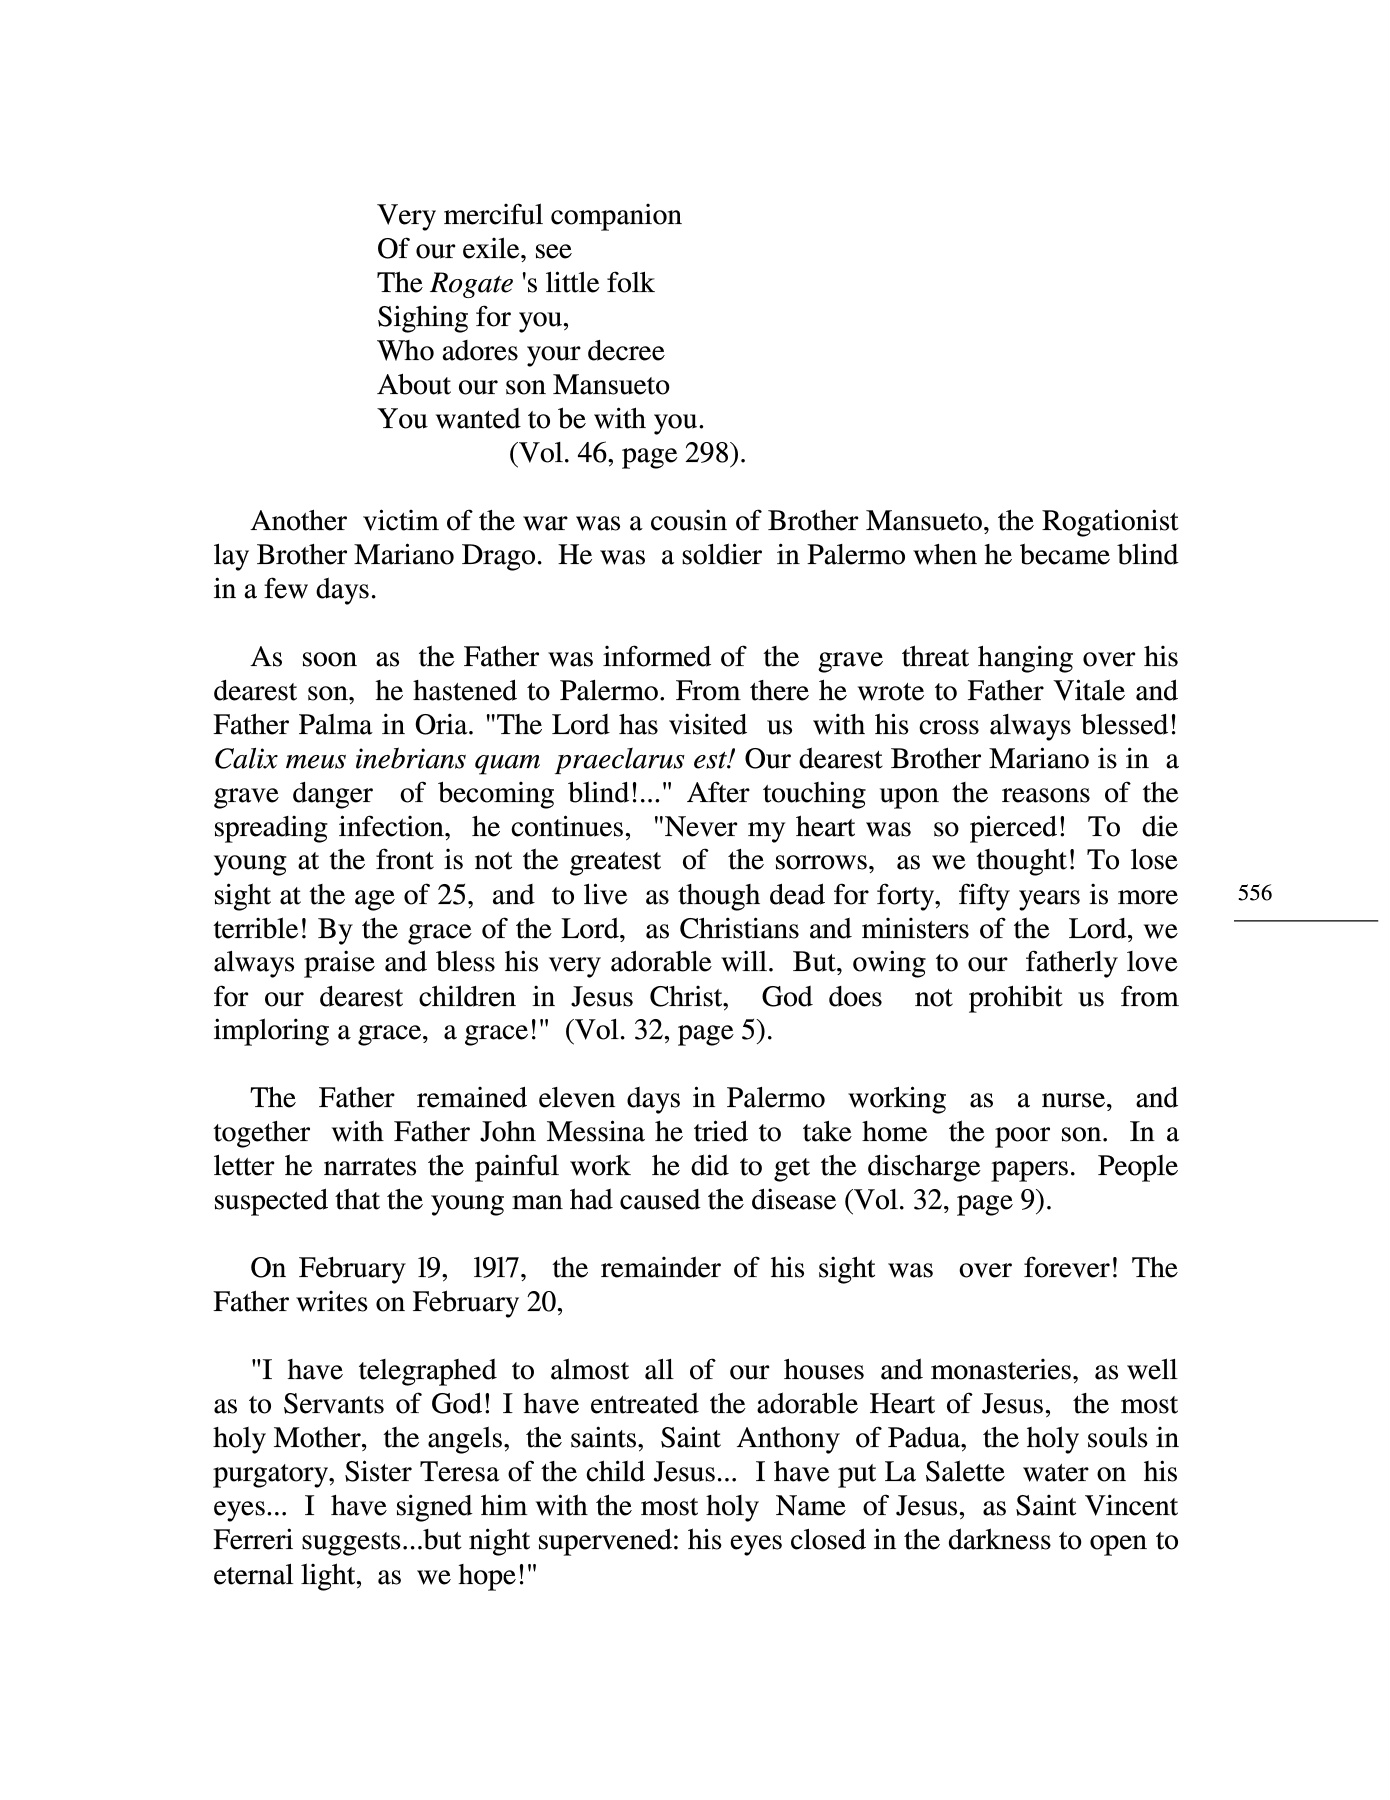 Very merciful companion
Of our exile, see
The Rogate 's little folk
Sighing for you,
Who adores your decree
About our son Mansueto
You wanted to be with you.
(Vol. 46, page 298).
Another victim of the war was a cousin of Brother Mansueto, the Rogationist
lay Brother Mariano Drago. He was a soldier in Palermo when he became blind
in a few days.
As soon as the Father was informed of the grave threat hanging over his
dearest son, he hastened to Palermo. From there he wrote to Father Vitale and
Father Palma in Oria. "The Lord has visited us with his cross always blessed!
Calix meus inebrians quam praeclarus est! Our dearest Brother Mariano is in a
grave danger of becoming blind!..." After touching upon the reasons of the
spreading infection, he continues, "Never my heart was so pierced! To die
young at the front is not the greatest of the sorrows, as we thought! To lose
sight at the age of 25, and to live as though dead for forty, fifty years is more
terrible! By the grace of the Lord, as Christians and ministers of the Lord, we
always praise and bless his very adorable will. But, owing to our fatherly love
for our dearest children in Jesus Christ, God does not prohibit us from
imploring a grace, a grace!" (Vol. 32, page 5).
The Father remained eleven days in Palermo working as a nurse, and
together with Father John Messina he tried to take home the poor son. In a
letter he narrates the painful work he did to get the discharge papers. People
suspected that the young man had caused the disease (Vol. 32, page 9).
On February l9, l9l7, the remainder of his sight was over forever! The
Father writes on February 20,
"I have telegraphed to almost all of our houses and monasteries, as well
as to Servants of God! I have entreated the adorable Heart of Jesus, the most
holy Mother, the angels, the saints, Saint Anthony of Padua, the holy souls in
purgatory, Sister Teresa of the child Jesus... I have put La Salette water on his
eyes... I have signed him with the most holy Name of Jesus, as Saint Vincent
Ferreri suggests...but night supervened: his eyes closed in the darkness to open to
eternal light, as we hope!"
556